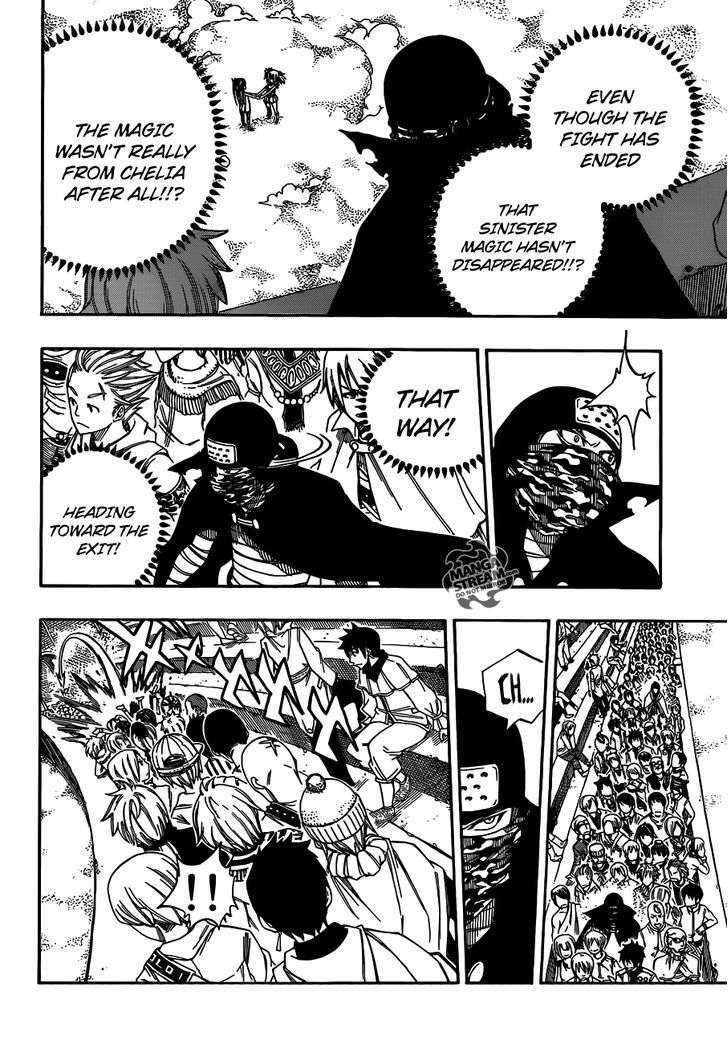 EVEN
THOUGH THE
FIGHT HAS
ENDED
THAT
SINISTER
MAGIC HASN'T
DISAPPEARED!!?
THE MAGIC
WASN'T REALLY
FROM CHELIA
AFTER ALL!!?
THAT
WAY!
HEADING
TOWARD THE
EXIT!
MANGA
STREAM.com
DO NOT MIRROR
CH...
!!